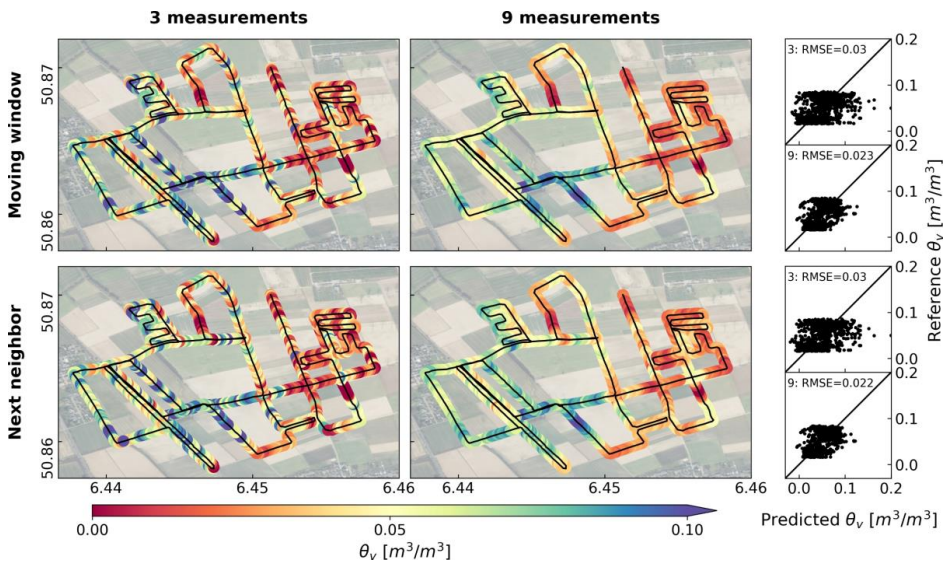 3 measurements
9 measurements
Moving window
50.87
50.86
3: RMSE=0.03
0.2
0.1
0.0
0.2
9: RMSE=0.023
0.1
0.0
Next neighbor
50.87
50.86
3: RMSE=0.03
0.2
0.1
0.0
0.2
9: RMSE=0.022
0.1
0.0
Reference θv [m³/m³]
6.44 6.45 6.46 6.44 6.45 6.46
0.0 0.1 0.2
0.00 0.05 0.10
θv [m³/m³]
Predicted θv [m³/m³]